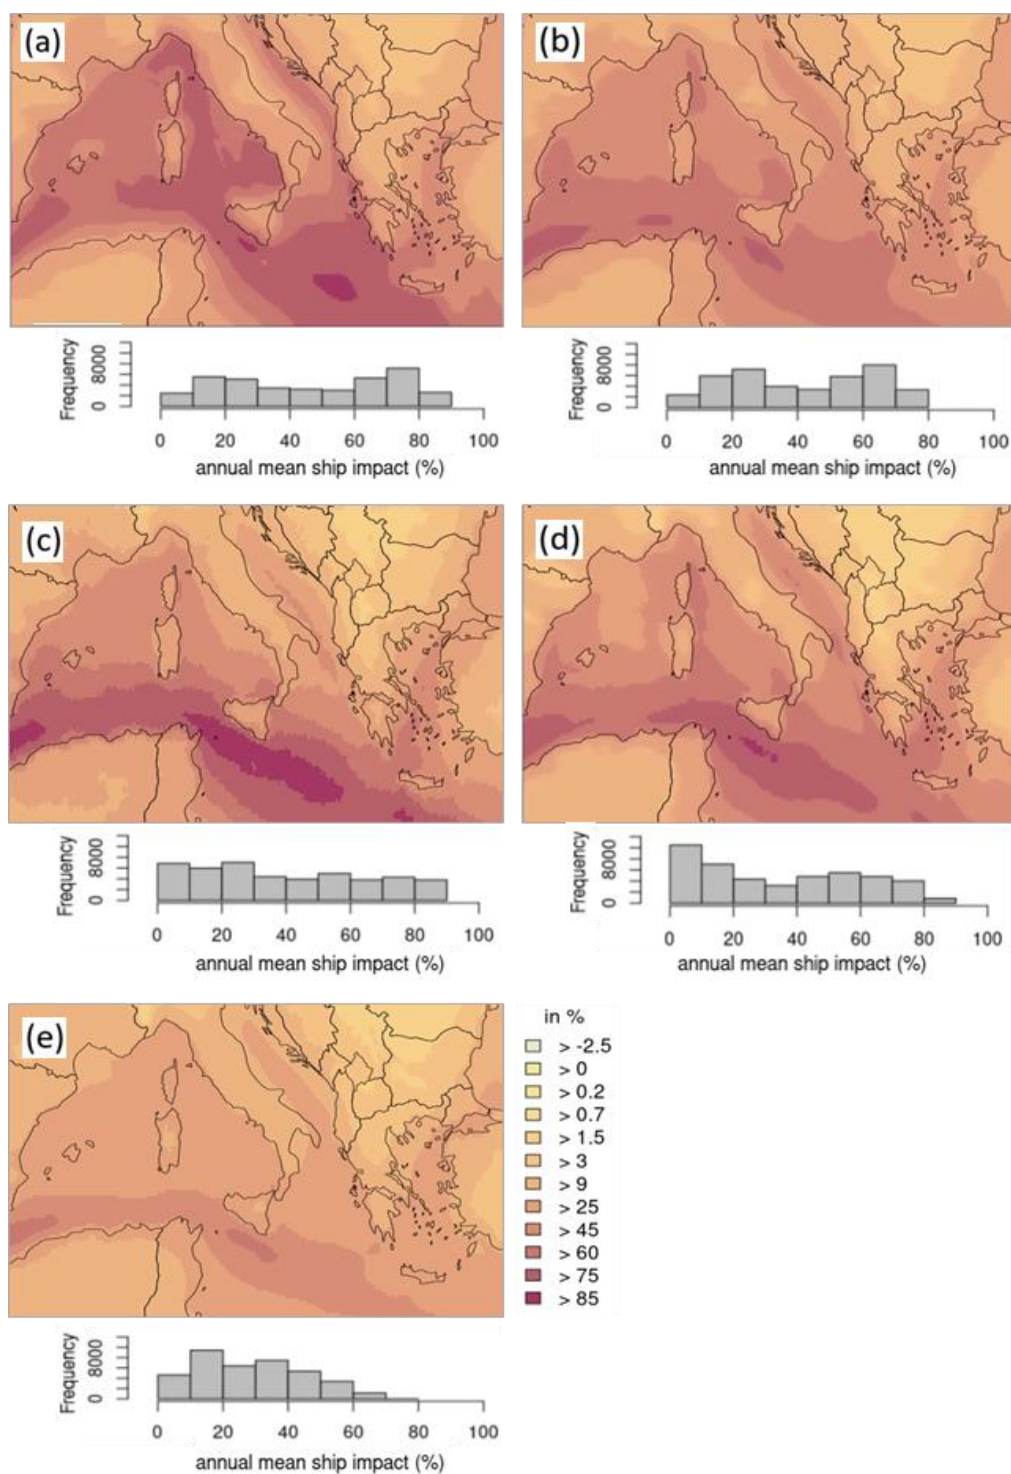 (a)
(b)
Frequency
0 8000
0 20 40 60 80 100
annual mean ship impact (%)
Frequency
0 8000
0 20 40 60 80 100
annual mean ship impact (%)
(c)
(d)
Frequency
0 8000
0 20 40 60 80 100
annual mean ship impact (%)
Frequency
0 8000
0 20 40 60 80 100
annual mean ship impact (%)
(e)
in %
> -2.5
> 0
> 0.2
> 0.7
> 1.5
> 3
> 9
> 25
> 45
> 60
> 75
> 85
Frequency
0 8000
0 20 40 60 80 100
annual mean ship impact (%)